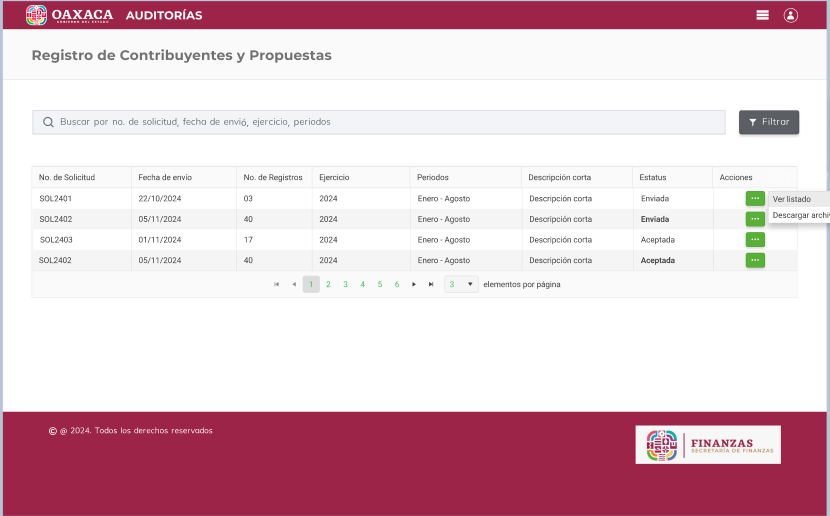 OAXACA AUDITORÍAS
GOBIERNO DEL ESTADO
Registro de Contribuyentes y Propuestas
Buscar por no. de solicitud, fecha de envió, ejercicio, periodos
Filtrar
No. de Solicitud Fecha de envio No. de Registros Ejercicio Periodos Descripción corta Estatus Acciones
SOL2401 22/10/2024 03 2024 Enero - Agosto Descripción corta Enviada ... Ver listado
SOL2402 05/11/2024 40 2024 Enero - Agosto Descripción corta Enviada ... Descargar archiv
SOL2403 01/11/2024 17 2024 Enero - Agosto Descripción corta Aceptada ...
SOL2402 05/11/2024 40 2024 Enero - Agosto Descripción corta Aceptada ...
1 2 3 4 5 6 3 elementos por página
© @ 2024. Todos los derechos reservados
FINANZAS
SECRETARÍA DE FINANZAS